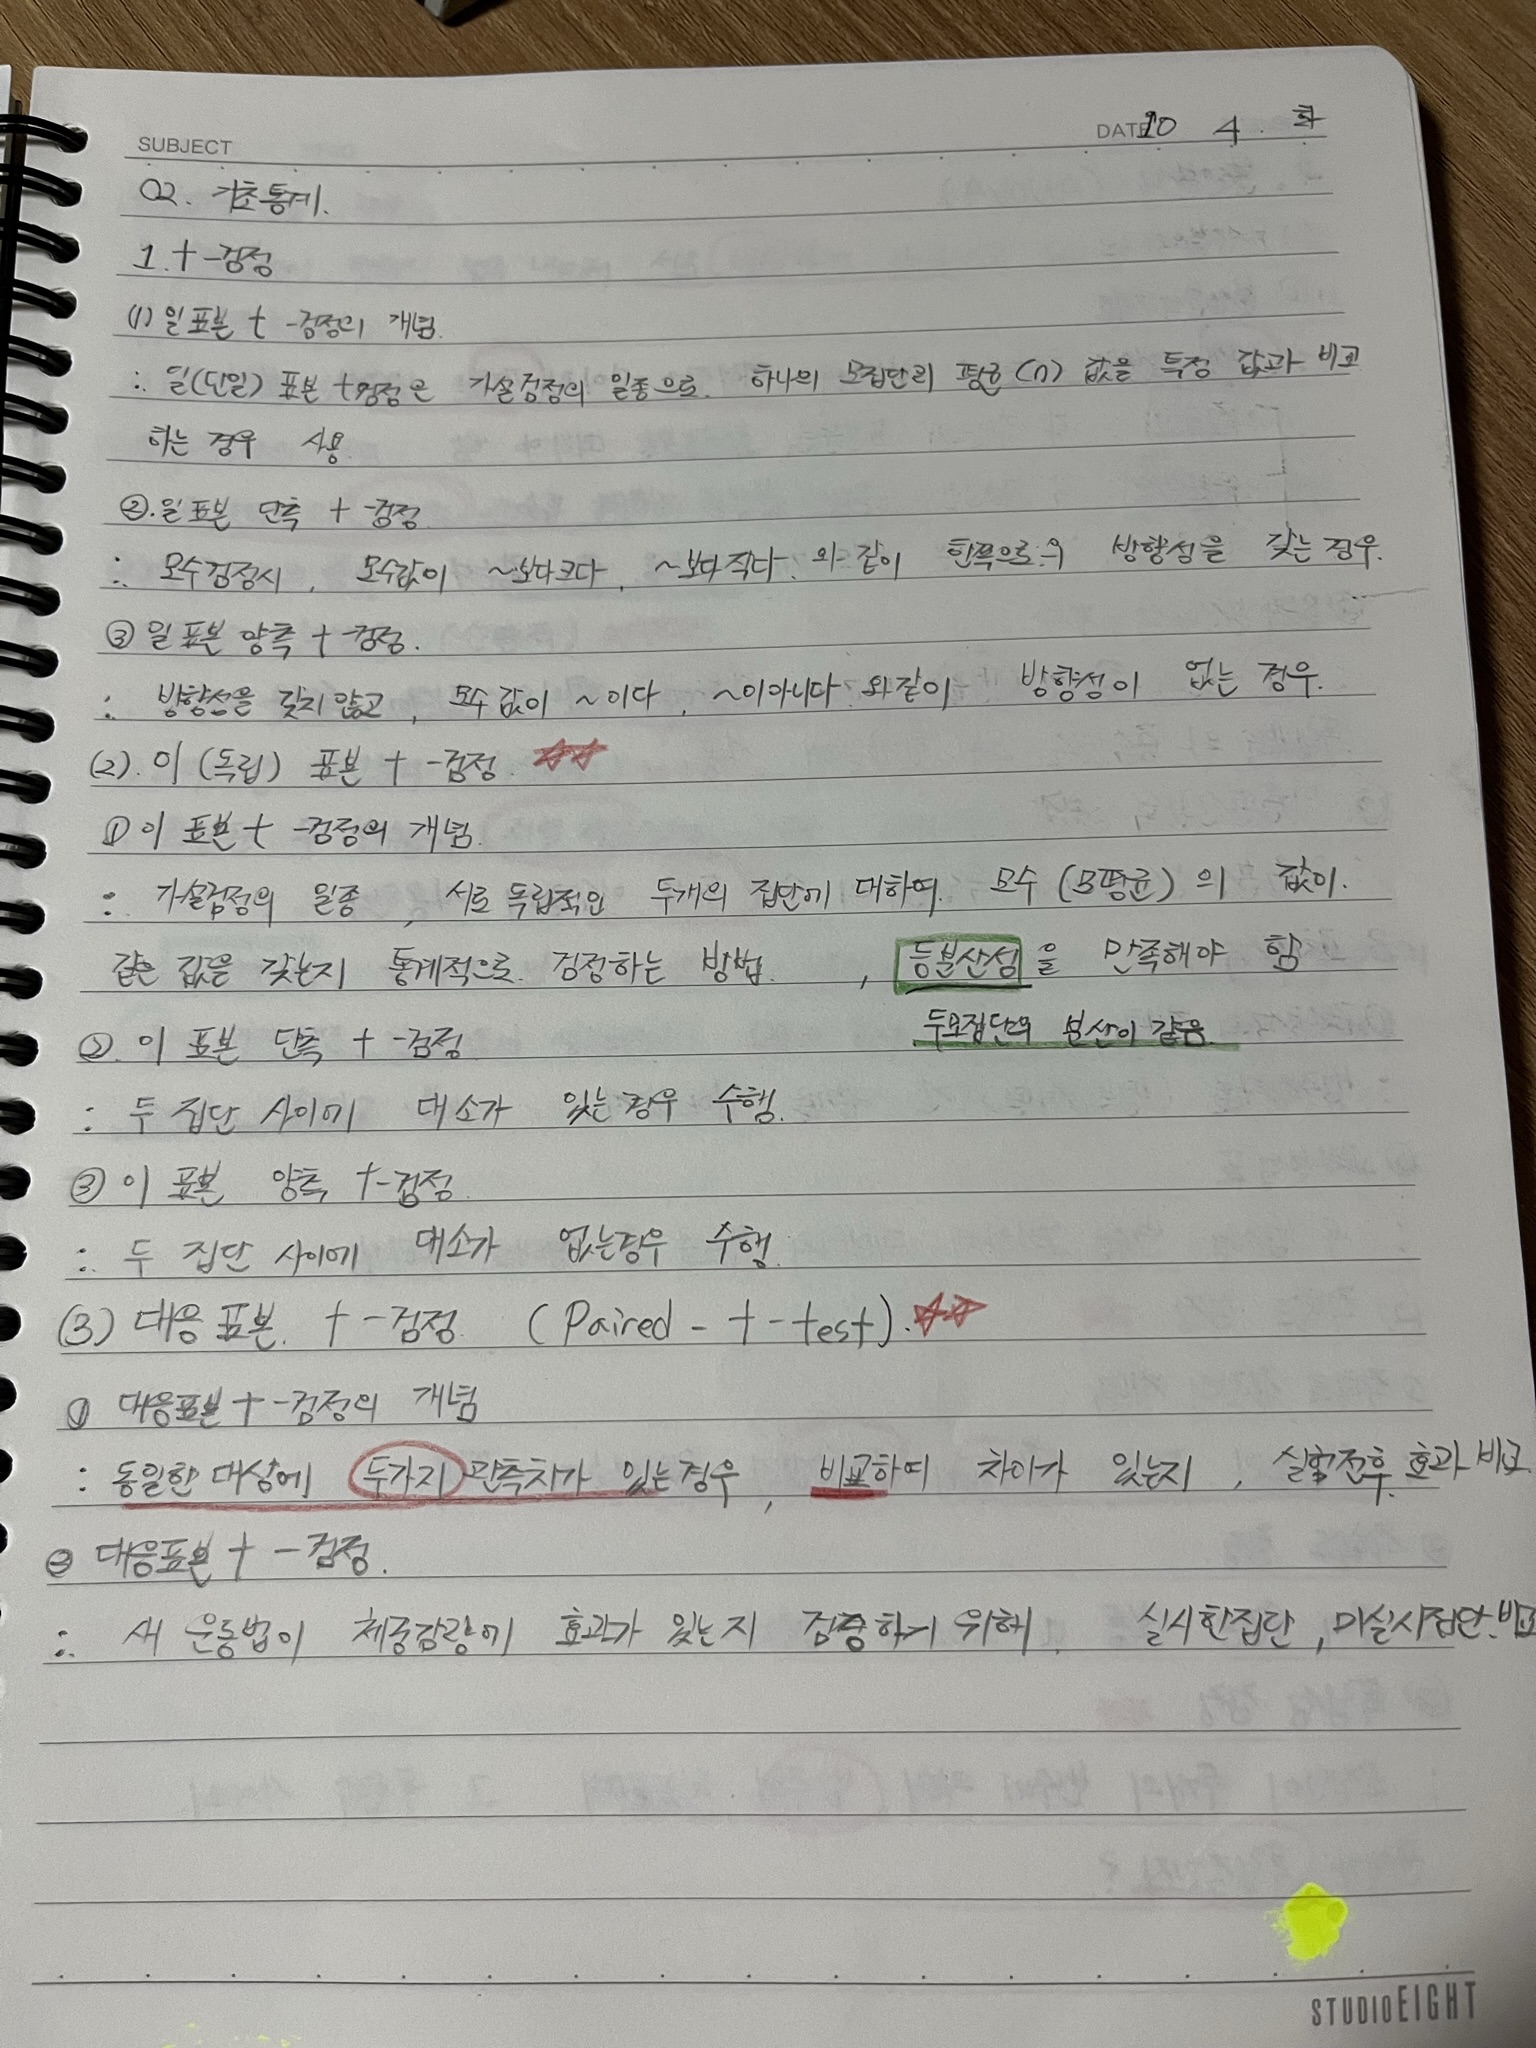 SUBJECT
DATE 10 4. 화
02. 기초통계.
1. t-검정
(1) 일표본 t-검정의 개념.
: 일(단일) 표본 t검정은 가설검정의 일종으로, 하나의 모집단의 평균(n) 값을 특정 값과 비교
하는 경우 사용
②. 일표본 단측 t-검정
: 모수검정시, 모수값이 ~보다크다, ~보다작다. 와 같이 한쪽으로의 방향성을 갖는 경우.
③ 일표본 양측 t-검정.
: 방향성을 갖지 않고, 모수 값이 ~이다, ~이아니다 와같이 방향성이 없는 경우.
(2). 이 (독립) 표본 t-검정. ☆☆
① 이 표본 t-검정의 개념.
: 가설검정의 일종, 서로 독립적인 두개의 집단에 대하여. 모수 (모평균)의 값이.
같은 값을 갖는지 통계적으로 검정하는 방법. , 등분산성을 만족해야 함
두모집단의 분산이 같음.
②. 이 표본 단측 t-검정
: 두 집단 사이에 대소가 있는경우 수행.
③ 이 표본 양측 t-검정.
: 두 집단 사이에 대소가 없는경우 수행.
(3) 대응표본. t-검정. (Paired - t-test). ☆☆
① 대응표본 t-검정의 개념
: 동일한 대상에 두가지 관측치가 있는경우, 비교하여 차이가 있는지, 실험전후. 효과 비교
② 대응표본 t-검정.
: 새 운동법이 체중감량에 효과가 있는지 검증하기 위해, 실시한집단, 미실시집단.비교
STUDIOEIGHT